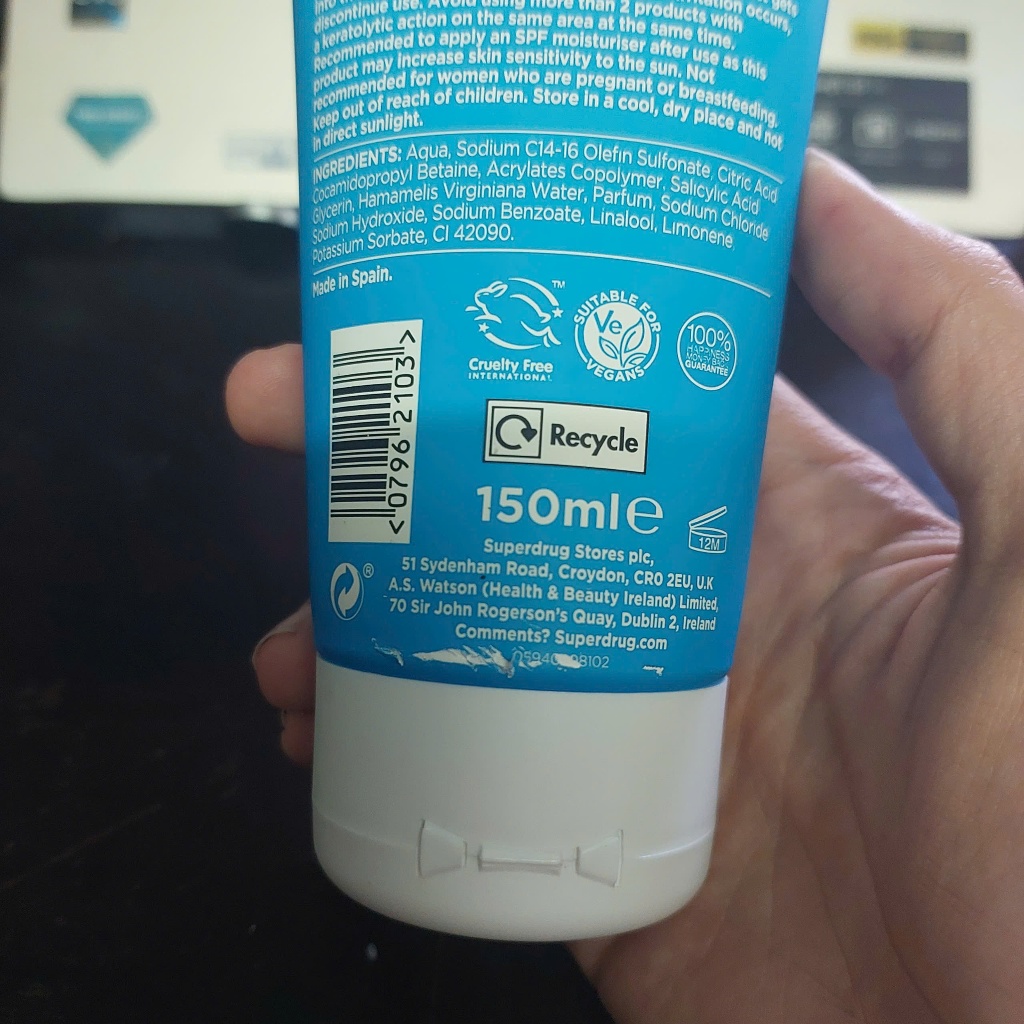 discontinue use. Avoid using more than 2 products with
a keratolytic action on the same area at the same time.
Recommended to apply an SPF moisturiser after use as this
product may increase skin sensitivity to the sun. Not
recommended for women who are pregnant or breastfeeding.
Keep out of reach of children. Store in a cool, dry place and not
in direct sunlight.
INGREDIENTS: Aqua, Sodium C14-16 Olefin Sulfonate, Citric Acid
Cocamidopropyl Betaine, Acrylates Copolymer, Salicylic Acid
Glycerin, Hamamelis Virginiana Water, Parfum, Sodium Chloride
Sodium Hydroxide, Sodium Benzoate, Linalool, Limonene
Potassium Sorbate, CI 42090.
Made in Spain.
TM
Cruelty Free
INTERNATIONAL
SUITABLE FOR
Ve
VEGANS
100%
HAPPINESS
MONEY BACK
GUARANTEE
<0796 2103>
Recycle
150ml e
12M
Superdrug Stores plc,
51 Sydenham Road, Croydon, CR0 2EU, U.K
A.S. Watson (Health & Beauty Ireland) Limited,
70 Sir John Rogerson's Quay, Dublin 2, Ireland
Comments? Superdrug.com
®